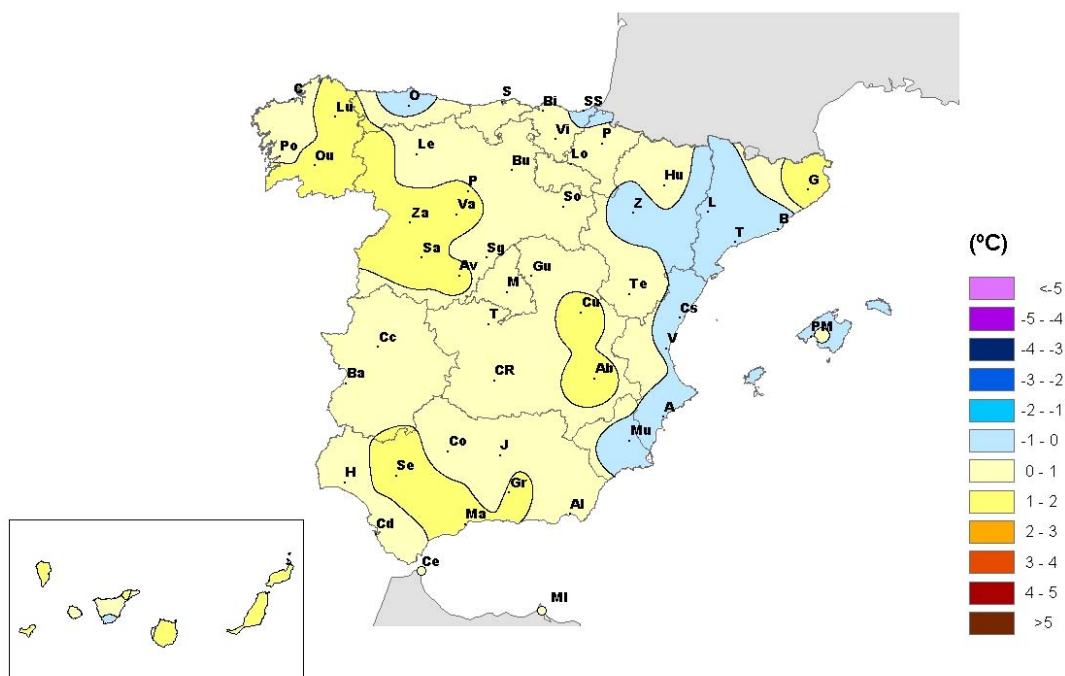 C
O
S
Bi
SS
Lu
Vi
P
Po
Ou
Le
Lo
Bu
Hu
P
G
Za
Va
So
Z
L
B
T
Sa
Sg
Av
Gu
M
Te
(ºC)
<-5
Cu
Cs
-5 - -4
T
PM
Cc
V
-4 - -3
Ba
CR
Ab
-3 - -2
A
-2 - -1
Co
J
Mu
-1 - 0
H
Se
0 - 1
Gr
Ma
Al
1 - 2
Cd
2 - 3
Ce
3 - 4
Ml
4 - 5
>5